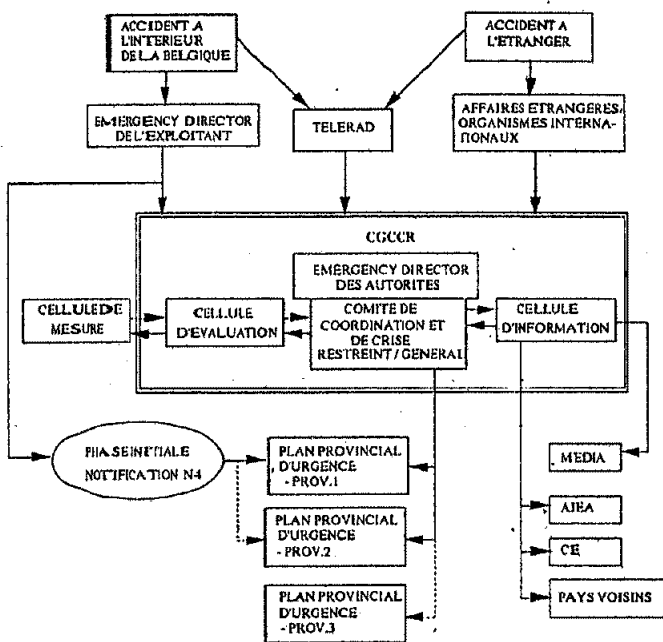 ACCIDENT A
L'INTERIEUR
DE LA BELGIQUE
ACCIDENT A
L'ETRANGER
EMERGENCY DIRECTOR
DE L'EXPLOITANT
TELERAD
AFFAIRES ETRANGERES,
ORGANISMES INTERNA-
TIONAUX
CGCCR
EMERGENCY DIRECTOR
DES AUTORITES
CELLULE DE
MESURE
CELLULE
D'EVALUATION
COMITE DE
COORDINATION ET
DE CRISE
RESTREINT / GENERAL
CELLULE
D'INFORMATION
PHASE INITIALE
NOTIFICATION N4
PLAN PROVINCIAL
D'URGENCE
- PROV.1
PLAN PROVINCIAL
D'URGENCE
- PROV.2
PLAN PROVINCIAL
D'URGENCE
- PROV.3
MEDIA
AIEA
CE
PAYS VOISINS